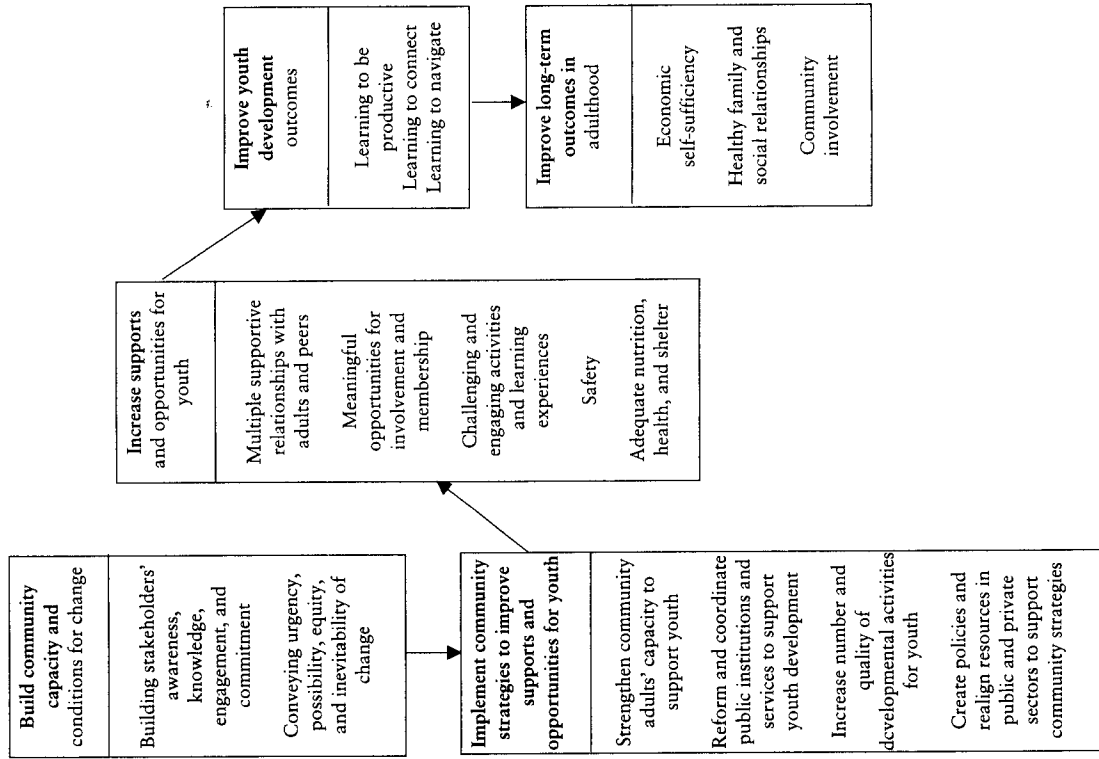 Build community
capacity and
conditions for change
Building stakeholders’
awareness,
knowledge,
engagement, and
commitment
Conveying urgency,
possibility, equity,
and inevitability of
change
Implement community
strategies to improve
supports and
opportunities for youth
Strengthen community
adults’ capacity to
support youth
Reform and coordinate
public institutions and
services to support
youth development
Increase number and
quality of
developmental activities
for youth
Create policies and
realign resources in
public and private
sectors to support
community strategies
Increase supports
and opportunities for
youth
Multiple supportive
relationships with
adults and peers
Meaningful
opportunities for
involvement and
membership
Challenging and
engaging activities
and learning
experiences
Safety
Adequate nutrition,
health, and shelter
Improve youth
development
outcomes
Learning to be
productive
Learning to connect
Learning to navigate
Improve long-term
outcomes in
adulthood
Economic
self-sufficiency
Healthy family and
social relationships
Community
involvement